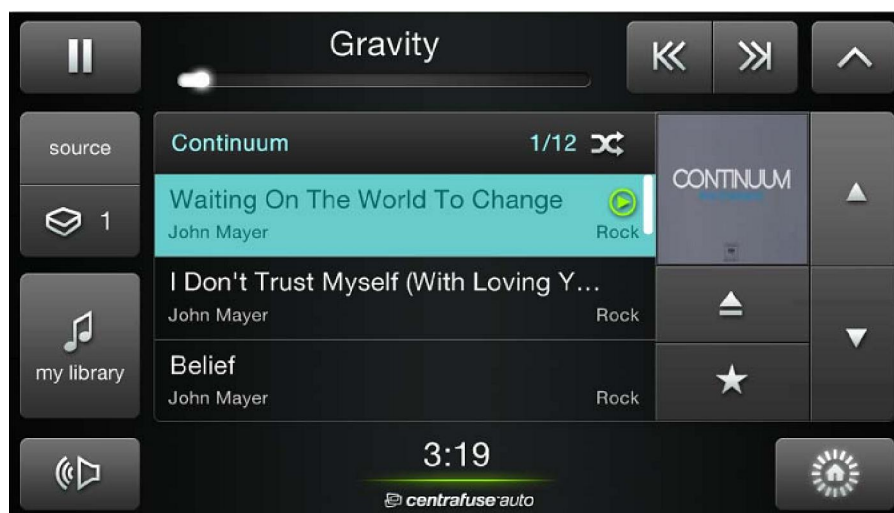 Gravity
source
Continuum 1/12
CONTINUUM
1
Waiting On The World To Change
John Mayer Rock
I Don't Trust Myself (With Loving Y...
John Mayer Rock
my library
Belief
John Mayer Rock
3:19
centrafuse auto